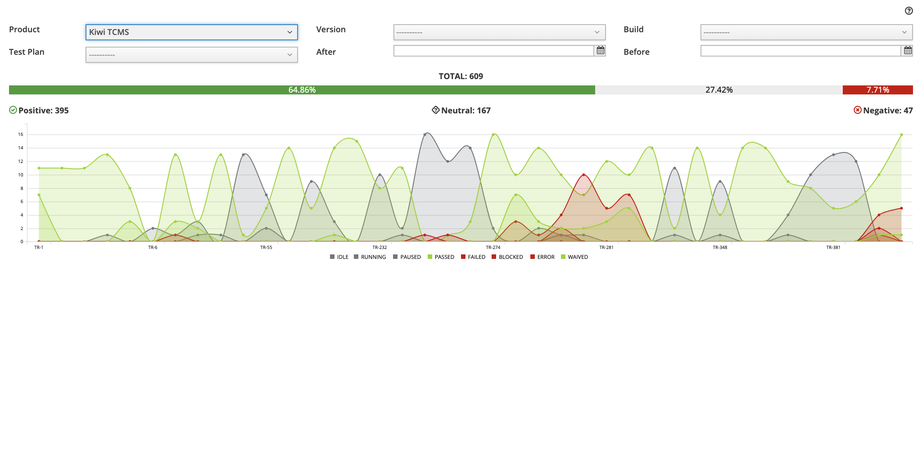 Product Kiwi TCMS Version ---------- Build ----------
Test Plan ---------- After Before
TOTAL: 609
64.86% 27.42% 7.71%
Positive: 395 Neutral: 167 Negative: 47
16
14
12
10
8
6
4
2
0
TR-1 TR-6 TR-55 TR-232 TR-274 TR-281 TR-348 TR-381
IDLE RUNNING PAUSED PASSED FAILED BLOCKED ERROR WAIVED